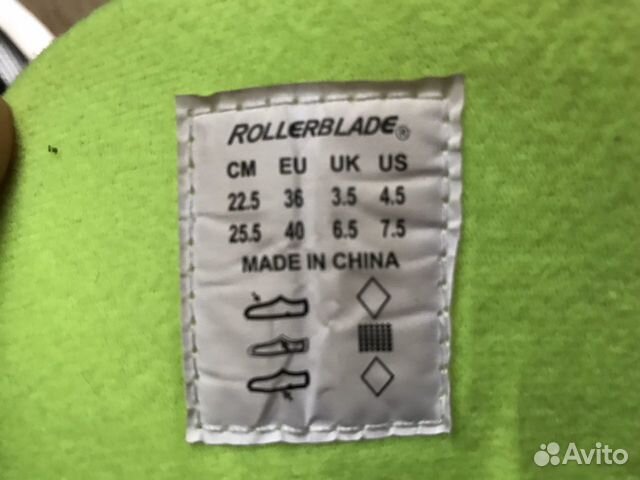 ROLLERBLADE®
CM EU UK US
22.5 36 3.5 4.5
25.5 40 6.5 7.5
MADE IN CHINA
Avito